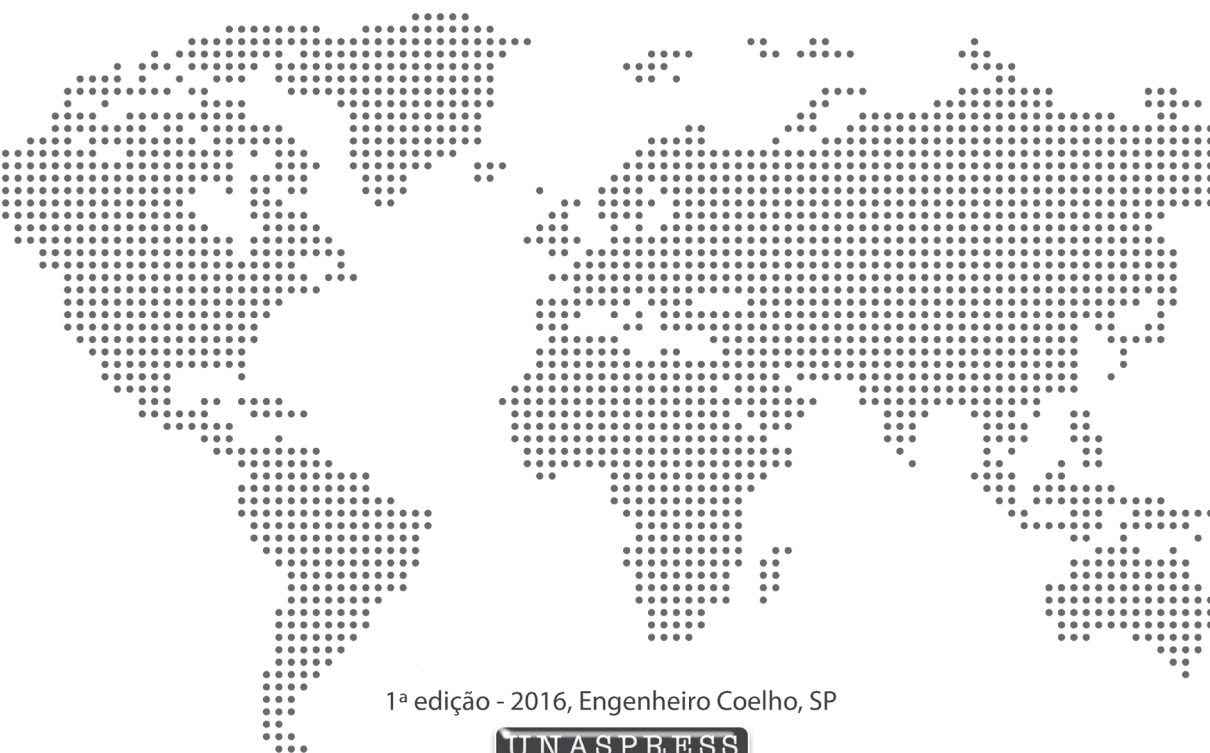 1ª edição - 2016, Engenheiro Coelho, SP
UNASPRESS